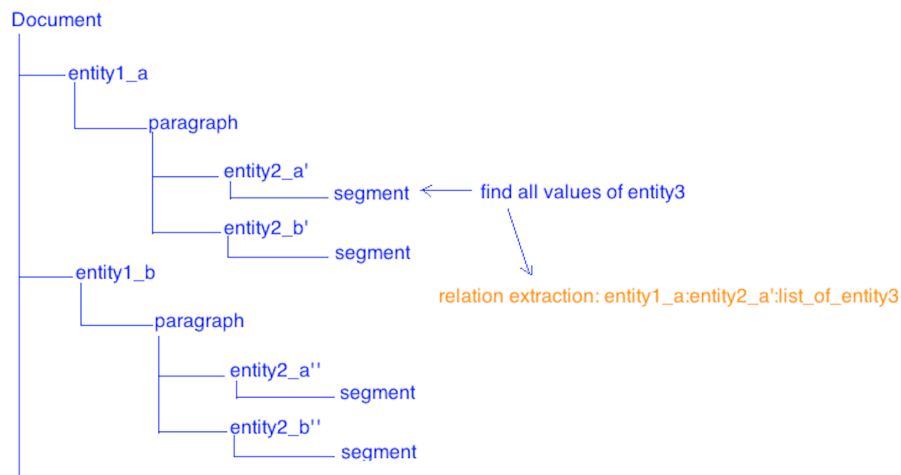 Document
entity1_a
paragraph
entity2_a'
segment
find all values of entity3
entity2_b'
segment
entity1_b
relation extraction: entity1_a:entity2_a':list_of_entity3
paragraph
entity2_a''
segment
entity2_b''
segment